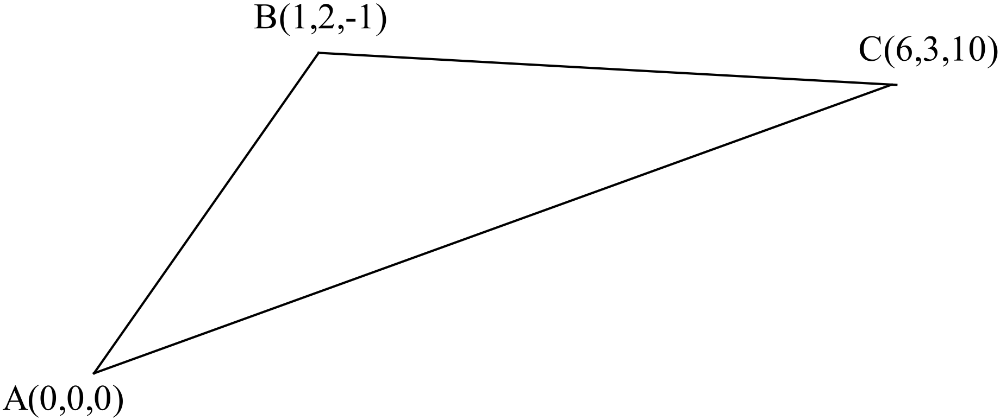 B(1,2,-1)
C(6,3,10)
A(0,0,0)